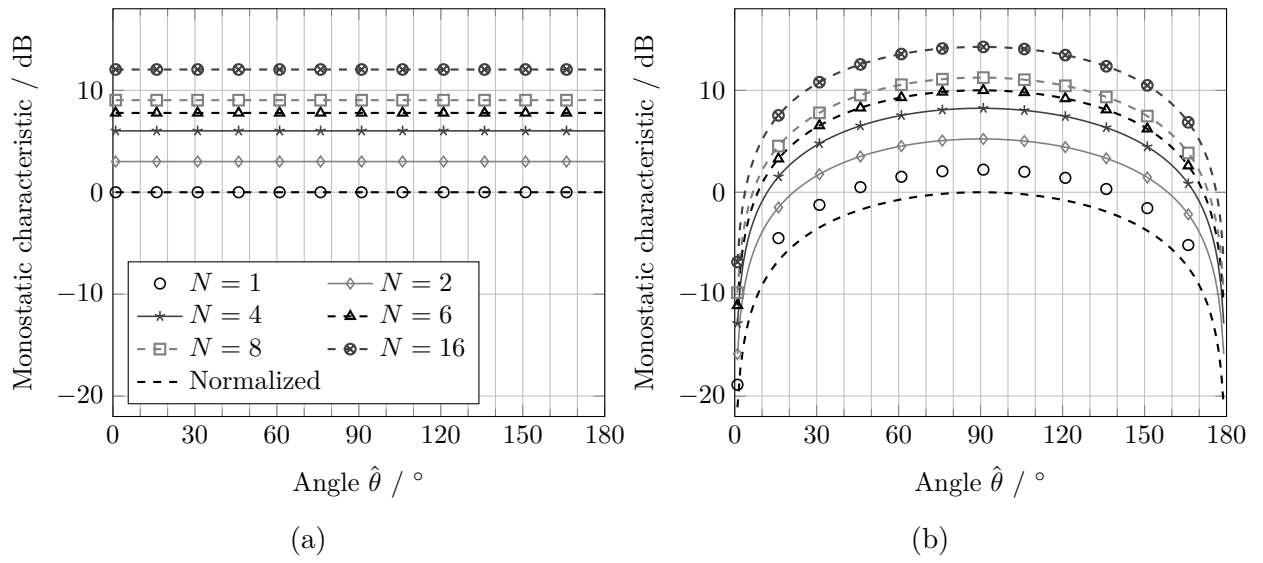 Monostatic characteristic / dB
10
0
−10
−20
N = 1
N = 2
N = 4
N = 6
N = 8
N = 16
Normalized
0 30 60 90 120 150 180
Angle θ̂ / °
(a)
Monostatic characteristic / dB
10
0
−10
−20
0 30 60 90 120 150 180
Angle θ̂ / °
(b)